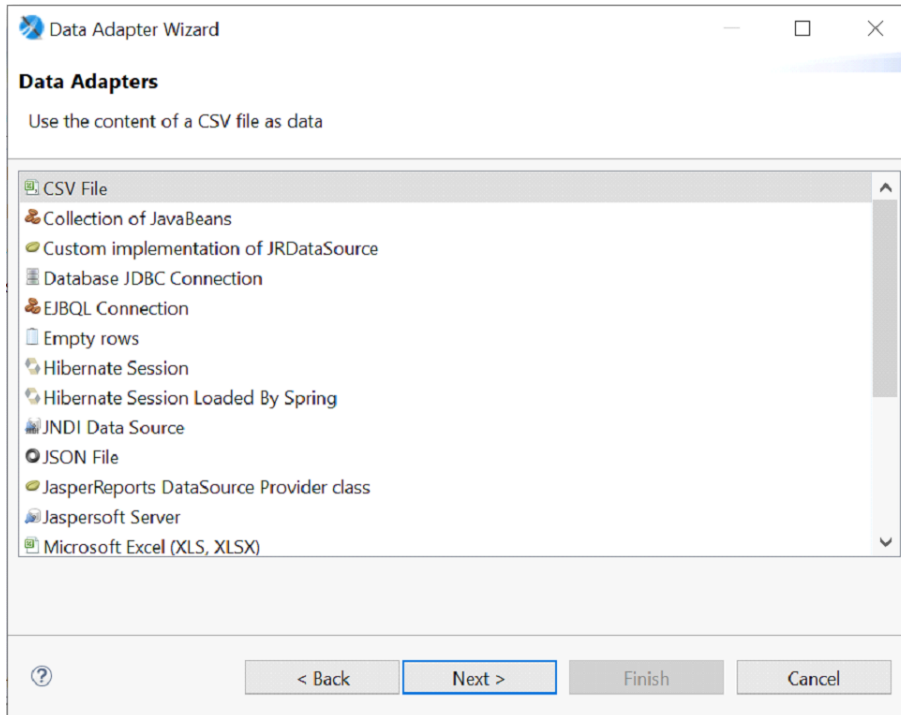 Data Adapter Wizard
Data Adapters
Use the content of a CSV file as data
CSV File
Collection of JavaBeans
Custom implementation of JRDataSource
Database JDBC Connection
EJBQL Connection
Empty rows
Hibernate Session
Hibernate Session Loaded By Spring
JNDI Data Source
JSON File
JasperReports DataSource Provider class
Jaspersoft Server
Microsoft Excel (XLS, XLSX)
? < Back Next > Finish Cancel